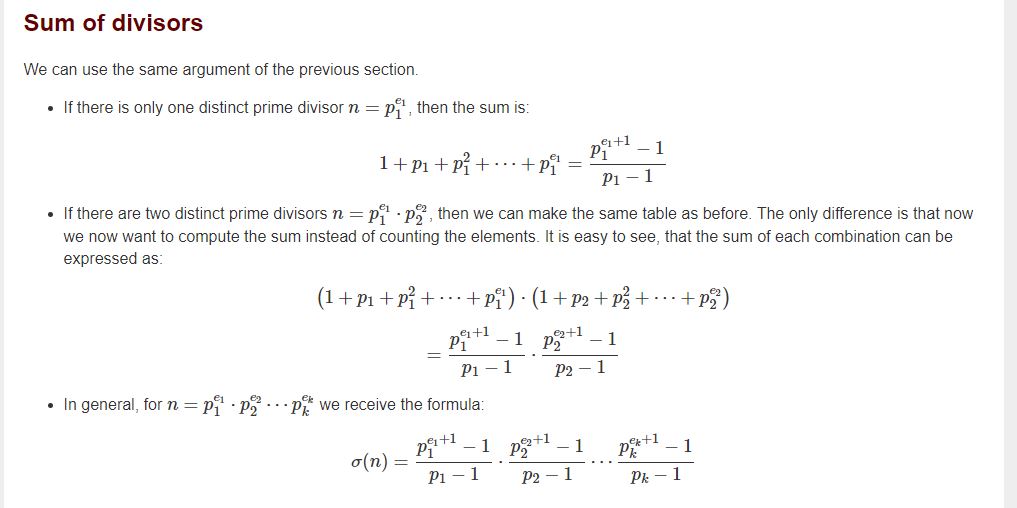 Sum of divisors
We can use the same argument of the previous section.
• If there is only one distinct prime divisor $n = p_1^{e_1}$, then the sum is:
$$1 + p_1 + p_1^2 + \cdots + p_1^{e_1} = \frac{p_1^{e_1+1} - 1}{p_1 - 1}$$
• If there are two distinct prime divisors $n = p_1^{e_1} \cdot p_2^{e_2}$, then we can make the same table as before. The only difference is that now
we now want to compute the sum instead of counting the elements. It is easy to see, that the sum of each combination can be
expressed as:
$$(1 + p_1 + p_1^2 + \cdots + p_1^{e_1}) \cdot (1 + p_2 + p_2^2 + \cdots + p_2^{e_2})$$
$$= \frac{p_1^{e_1+1} - 1}{p_1 - 1} \cdot \frac{p_2^{e_2+1} - 1}{p_2 - 1}$$
• In general, for $n = p_1^{e_1} \cdot p_2^{e_2} \cdots p_k^{e_k}$ we receive the formula:
$$\sigma(n) = \frac{p_1^{e_1+1} - 1}{p_1 - 1} \cdot \frac{p_2^{e_2+1} - 1}{p_2 - 1} \cdots \frac{p_k^{e_k+1} - 1}{p_k - 1}$$